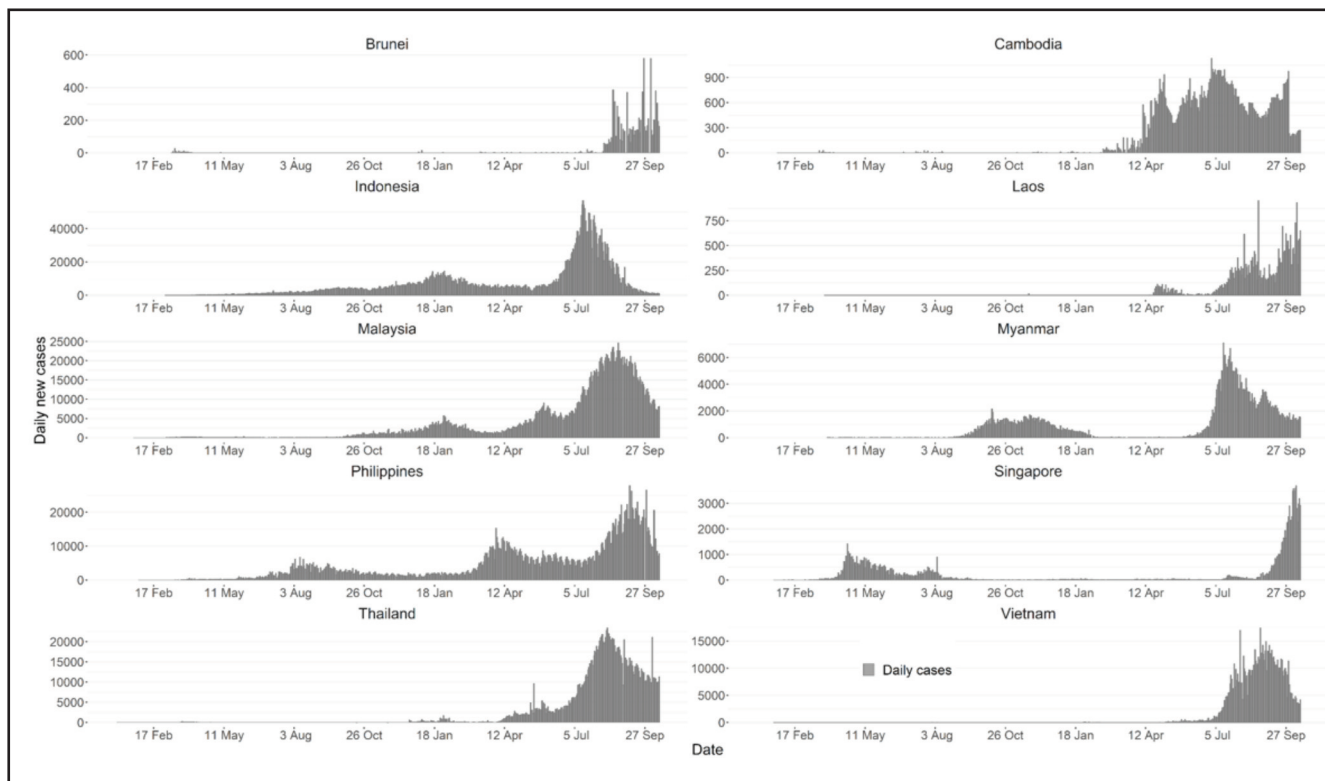 Brunei
600
400
200
0
17 Feb 11 May 3 Aug 26 Oct 18 Jan 12 Apr 5 Jul 27 Sep
Cambodia
900
600
300
0
17 Feb 11 May 3 Aug 26 Oct 18 Jan 12 Apr 5 Jul 27 Sep
Indonesia
40000
20000
0
17 Feb 11 May 3 Aug 26 Oct 18 Jan 12 Apr 5 Jul 27 Sep
Laos
750
500
250
0
17 Feb 11 May 3 Aug 26 Oct 18 Jan 12 Apr 5 Jul 27 Sep
Daily new cases
Malaysia
25000
20000
15000
10000
5000
0
17 Feb 11 May 3 Aug 26 Oct 18 Jan 12 Apr 5 Jul 27 Sep
Myanmar
6000
4000
2000
0
17 Feb 11 May 3 Aug 26 Oct 18 Jan 12 Apr 5 Jul 27 Sep
Philippines
20000
10000
0
17 Feb 11 May 3 Aug 26 Oct 18 Jan 12 Apr 5 Jul 27 Sep
Singapore
3000
2000
1000
0
17 Feb 11 May 3 Aug 26 Oct 18 Jan 12 Apr 5 Jul 27 Sep
Thailand
20000
15000
10000
5000
0
17 Feb 11 May 3 Aug 26 Oct 18 Jan 12 Apr 5 Jul 27 Sep
Vietnam
15000
10000
5000
0
Daily cases
17 Feb 11 May 3 Aug 26 Oct 18 Jan 12 Apr 5 Jul 27 Sep
Date